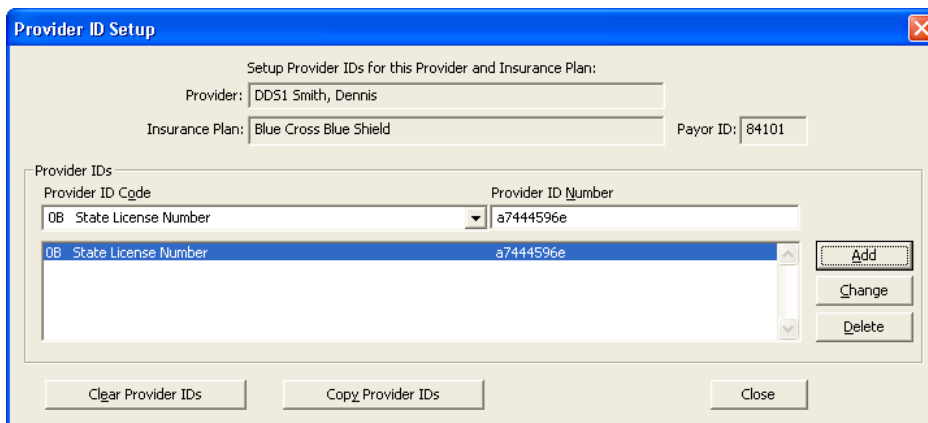 Provider ID Setup
Setup Provider IDs for this Provider and Insurance Plan:
Provider: DDS1 Smith, Dennis
Insurance Plan: Blue Cross Blue Shield Payor ID: 84101
Provider IDs
Provider ID Code Provider ID Number
0B State License Number a7444596e
0B State License Number a7444596e
Add
Change
Delete
Clear Provider IDs Copy Provider IDs Close